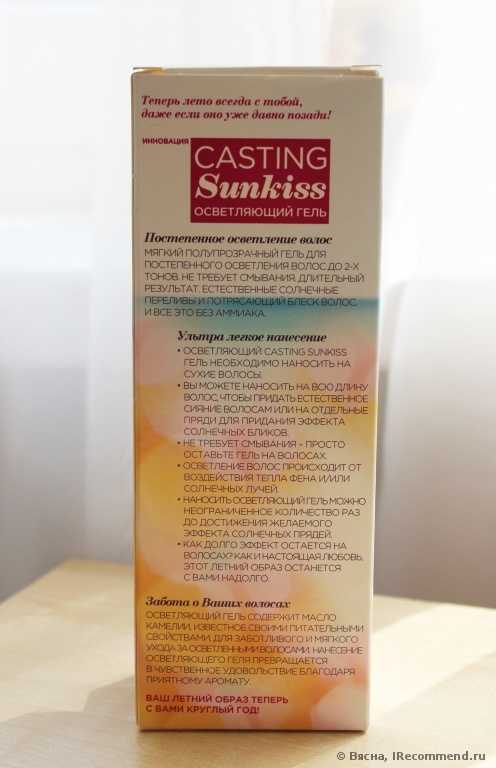 Теперь лето всегда с тобой,
даже если оно уже давно позади!
ИННОВАЦИЯ
CASTING
Sunkiss
ОСВЕТЛЯЮЩИЙ ГЕЛЬ
Постепенное осветление волос
МЯГКИЙ ПОЛУПРОЗРАЧНЫЙ ГЕЛЬ ДЛЯ
ПОСТЕПЕННОГО ОСВЕТЛЕНИЯ ВОЛОС ДО 2-Х
ТОНОВ. НЕ ТРЕБУЕТ СМЫВАНИЯ. ДЛИТЕЛЬНЫЙ
РЕЗУЛЬТАТ. ЕСТЕСТВЕННЫЕ СОЛНЕЧНЫЕ
ПЕРЕЛИВЫ И ПОТРЯСАЮЩИЙ БЛЕСК ВОЛОС.
И ВСЕ ЭТО БЕЗ АММИАКА.
Ультра легкое нанесение
• ОСВЕТЛЯЮЩИЙ CASTING SUNKISS
ГЕЛЬ НЕОБХОДИМО НАНОСИТЬ НА
СУХИЕ ВОЛОСЫ.
• ВЫ МОЖЕТЕ НАНОСИТЬ НА ВСЮ ДЛИНУ
ВОЛОС, ЧТОБЫ ПРИДАТЬ ЕСТЕСТВЕННОЕ
СИЯНИЕ ВОЛОСАМ ИЛИ НА ОТДЕЛЬНЫЕ
ПРЯДИ ДЛЯ ПРИДАНИЯ ЭФФЕКТА
СОЛНЕЧНЫХ БЛИКОВ.
• НЕ ТРЕБУЕТ СМЫВАНИЯ – ПРОСТО
ОСТАВЬТЕ ГЕЛЬ НА ВОЛОСАХ.
• ОСВЕТЛЕНИЕ ВОЛОС ПРОИСХОДИТ ОТ
ВОЗДЕЙСТВИЯ ТЕПЛА ФЕНА И/ИЛИ
СОЛНЕЧНЫХ ЛУЧЕЙ.
• НАНОСИТЬ ОСВЕТЛЯЮЩИЙ ГЕЛЬ МОЖНО
НЕОГРАНИЧЕННОЕ КОЛИЧЕСТВО РАЗ
ДО ДОСТИЖЕНИЯ ЖЕЛАЕМОГО
ЭФФЕКТА СОЛНЕЧНЫХ ПРЯДЕЙ.
• КАК ДОЛГО ЭФФЕКТ ОСТАЕТСЯ НА
ВОЛОСАХ? КАК И НАСТОЯЩАЯ ЛЮБОВЬ,
ЭТОТ ЛЕТНИЙ ОБРАЗ ОСТАНЕТСЯ
С ВАМИ НАДОЛГО.
Забота о Ваших волосах
ОСВЕТЛЯЮЩИЙ ГЕЛЬ СОДЕРЖИТ МАСЛО
КАМЕЛИИ, ИЗВЕСТНОЕ СВОИМИ ПИТАТЕЛЬНЫМИ
СВОЙСТВАМИ, ДЛЯ ЗАБОТЛИВОГО И МЯГКОГО
УХОДА ЗА ОСВЕТЛЕННЫМИ ВОЛОСАМИ. НАНЕСЕНИЕ
ОСВЕТЛЯЮЩЕГО ГЕЛЯ ПРЕВРАЩАЕТСЯ
В ЧУВСТВЕННОЕ УДОВОЛЬСТВИЕ БЛАГОДАРЯ
ПРИЯТНОМУ АРОМАТУ.
ВАШ ЛЕТНИЙ ОБРАЗ ТЕПЕРЬ
С ВАМИ КРУГЛЫЙ ГОД!
© Вясна, IRecommend.ru